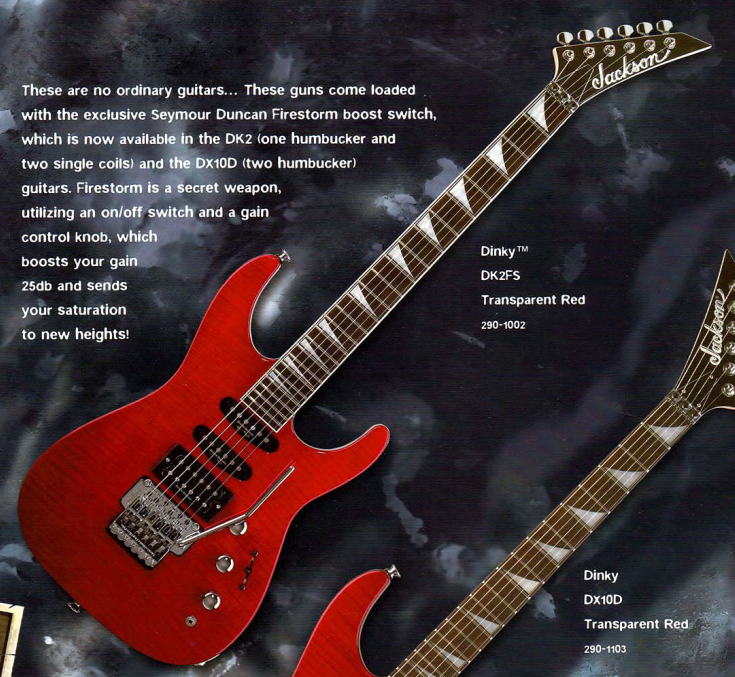 Jackson
These are no ordinary guitars... These guns come loaded
with the exclusive Seymour Duncan Firestorm boost switch,
which is now available in the DK2 (one humbucker and
two single coils) and the DX10D (two humbucker)
guitars. Firestorm is a secret weapon,
utilizing an on/off switch and a gain
control knob, which
boosts your gain
25db and sends
your saturation
to new heights!
Dinky™
DK2FS
Transparent Red
290-1002
Jackson
Dinky
DX10D
Transparent Red
290-1103